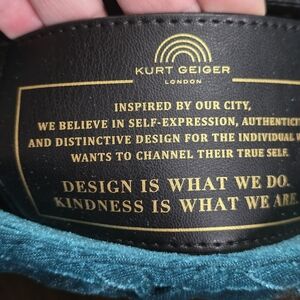 KURT GEIGER
LONDON
INSPIRED BY OUR CITY,
WE BELIEVE IN SELF-EXPRESSION, AUTHENTICIT
AND DISTINCTIVE DESIGN FOR THE INDIVIDUAL W
WANTS TO CHANNEL THEIR TRUE SELF.
DESIGN IS WHAT WE DO.
KINDNESS IS WHAT WE ARE.